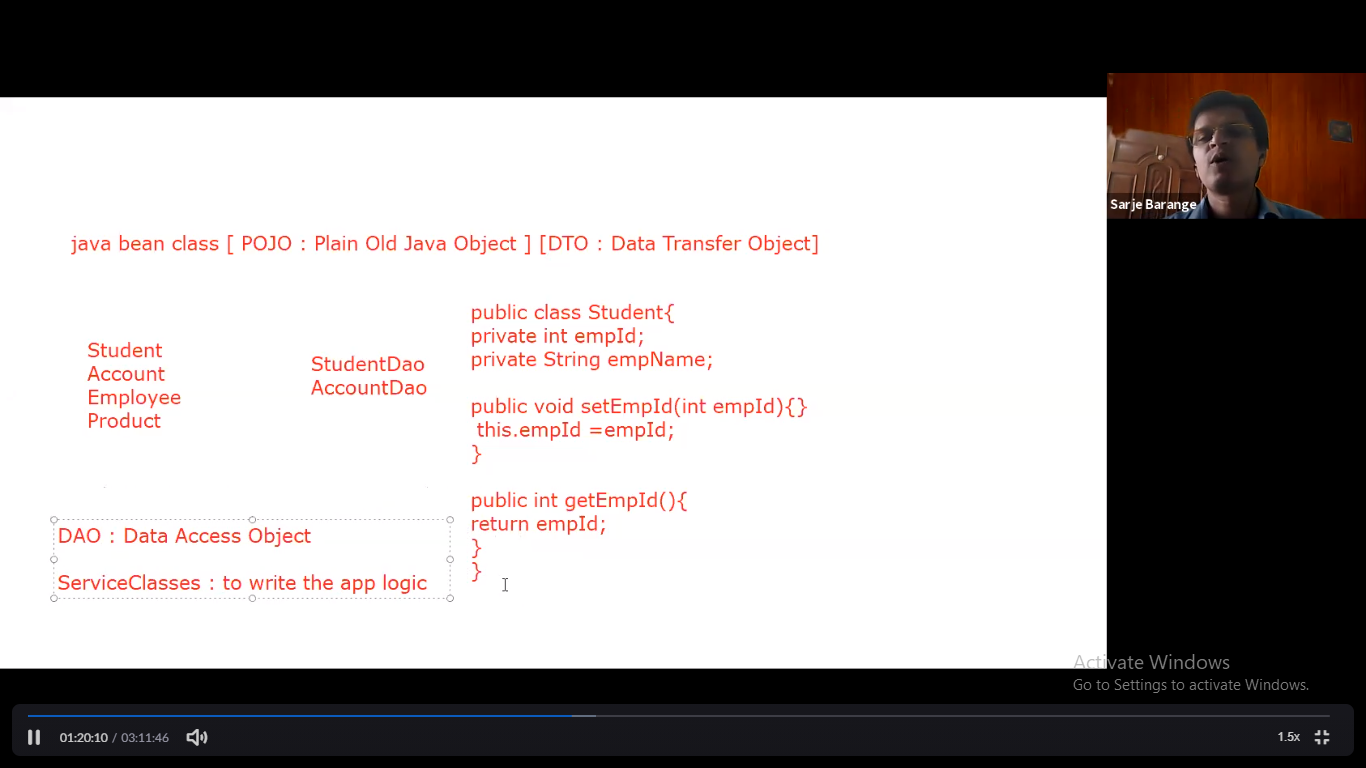 Sarje Barange
java bean class [ POJO : Plain Old Java Object ] [DTO : Data Transfer Object]
Student
Account
Employee
Product
StudentDao
AccountDao
public class Student{
private int empId;
private String empName;
public void setEmpId(int empId){}
this.empId =empId;
}
public int getEmpId(){
return empId;
}
}
DAO : Data Access Object
ServiceClasses : to write the app logic
Activate Windows
Go to Settings to activate Windows.
01:20:10 / 03:11:46
1.5x